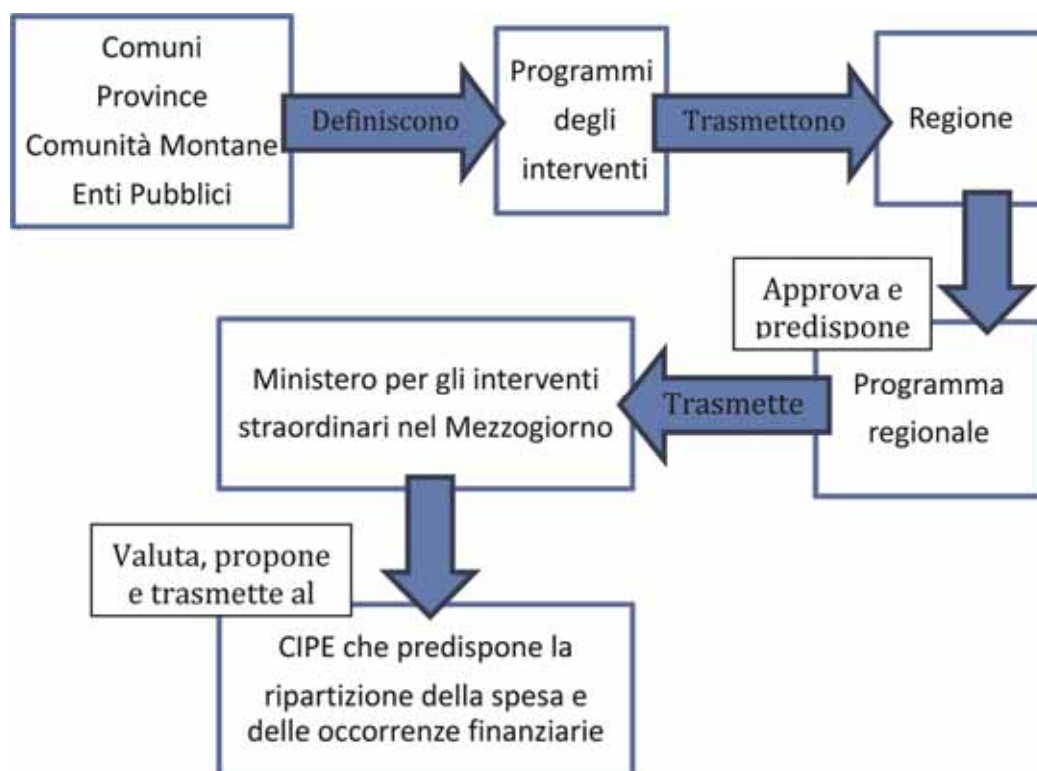 Comuni
Province
Comunità Montane
Enti Pubblici
Definiscono
Programmi
degli
interventi
Trasmettono
Regione
Approva e
predispone
Programma
regionale
Trasmette
Ministero per gli interventi
straordinari nel Mezzogiorno
Valuta, propone
e trasmette al
CIPE che predispone la
ripartizione della spesa e
delle occorrenze finanziarie